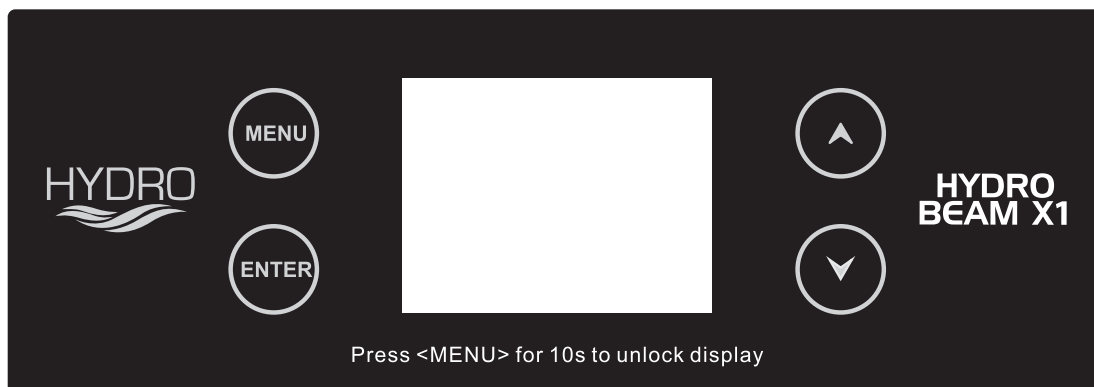 HYDRO
MENU
ENTER
HYDRO
BEAM X1
Press <MENU> for 10s to unlock display